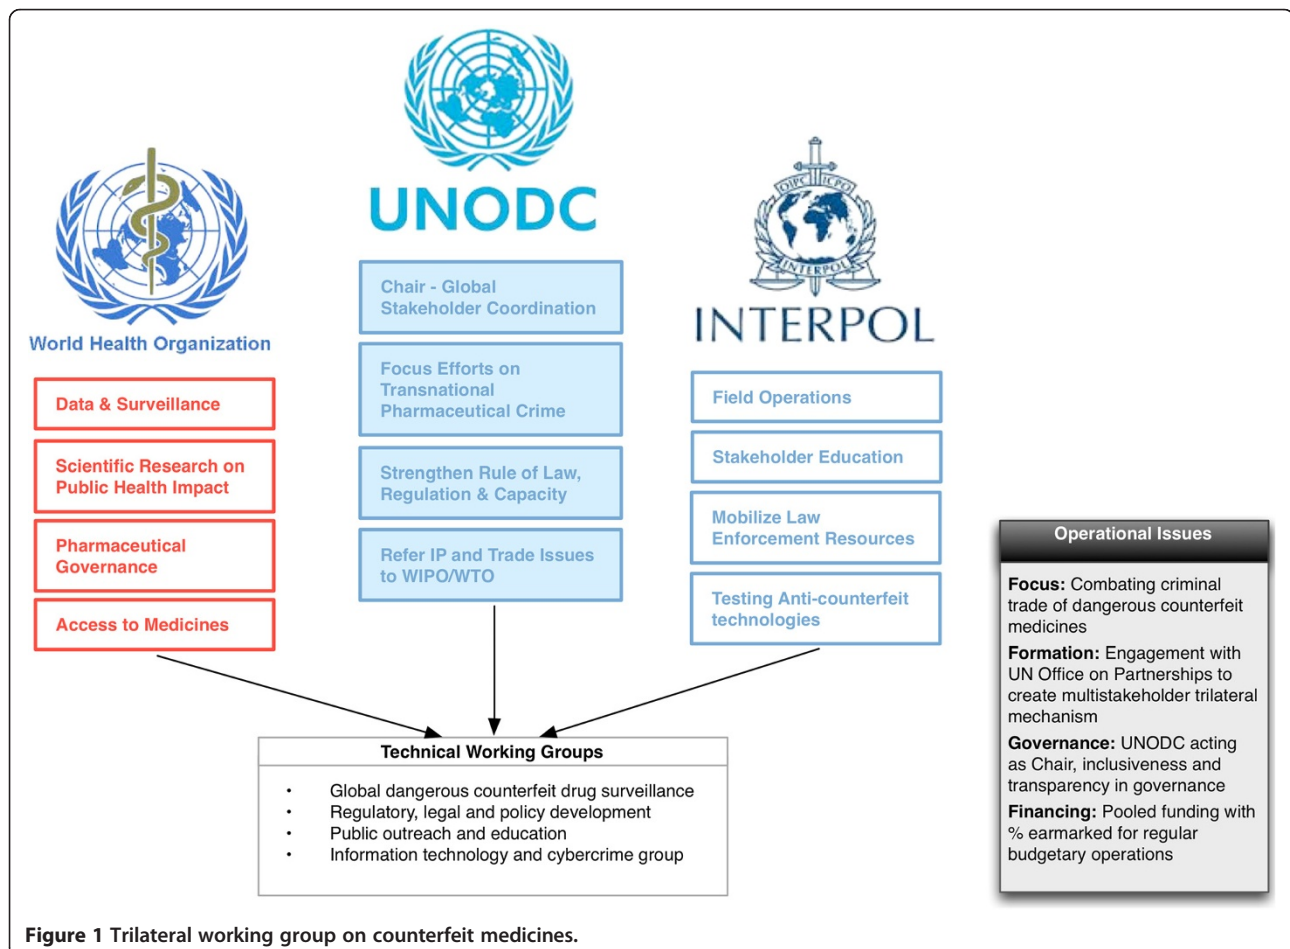 UNODC
OIPC ICPO
INTERPOL
INTERPOL
World Health Organization
Data & Surveillance
Scientific Research on
Public Health Impact
Pharmaceutical
Governance
Access to Medicines
Chair - Global
Stakeholder Coordination
Focus Efforts on
Transnational
Pharmaceutical Crime
Strengthen Rule of Law,
Regulation & Capacity
Refer IP and Trade Issues
to WIPO/WTO
Field Operations
Stakeholder Education
Mobilize Law
Enforcement Resources
Testing Anti-counterfeit
technologies
Technical Working Groups
• Global dangerous counterfeit drug surveillance
• Regulatory, legal and policy development
• Public outreach and education
• Information technology and cybercrime group
Operational Issues
Focus: Combating criminal
trade of dangerous counterfeit
medicines
Formation: Engagement with
UN Office on Partnerships to
create multistakeholder trilateral
mechanism
Governance: UNODC acting
as Chair, inclusiveness and
transparency in governance
Financing: Pooled funding with
% earmarked for regular
budgetary operations
Figure 1 Trilateral working group on counterfeit medicines.